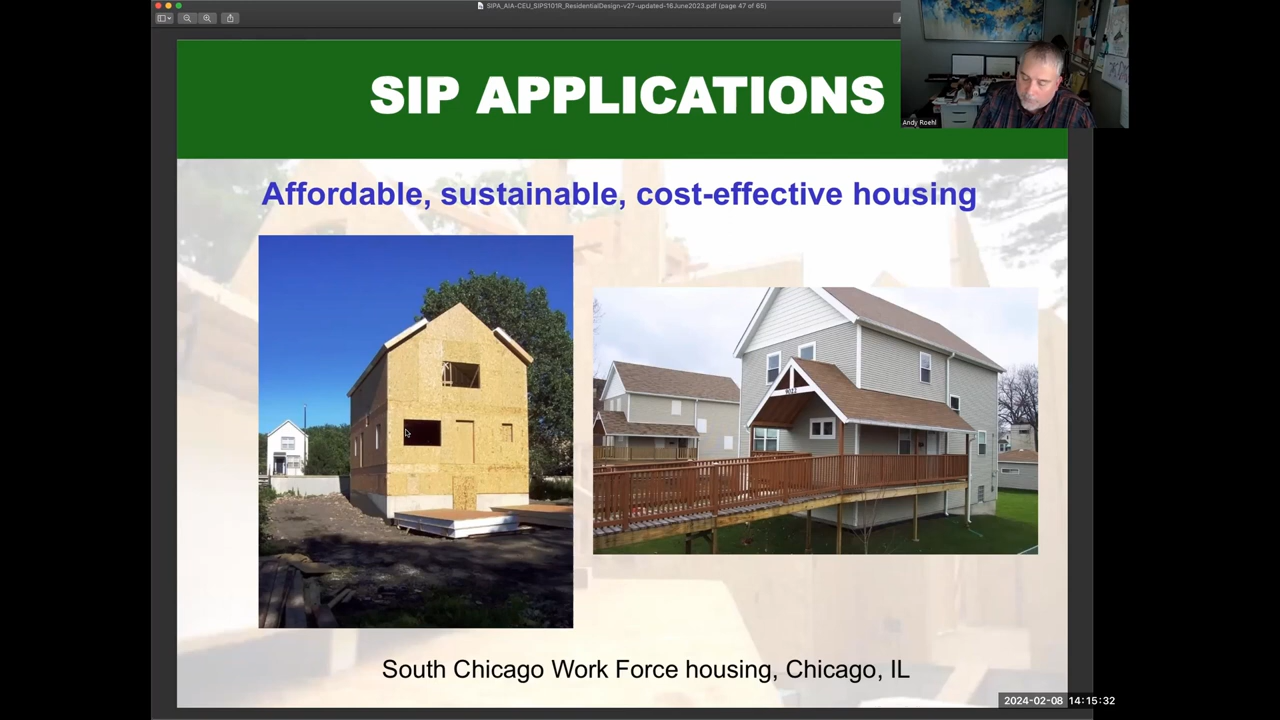 SIPA_AIA-CEU_SIPS101R_ResidentialDesign-v27-updated-16June2023.pdf (page 47 of 65)
SIP APPLICATIONS
Andy Roehl
Affordable, sustainable, cost-effective housing
South Chicago Work Force housing, Chicago, IL
2024-02-08 14:15:32